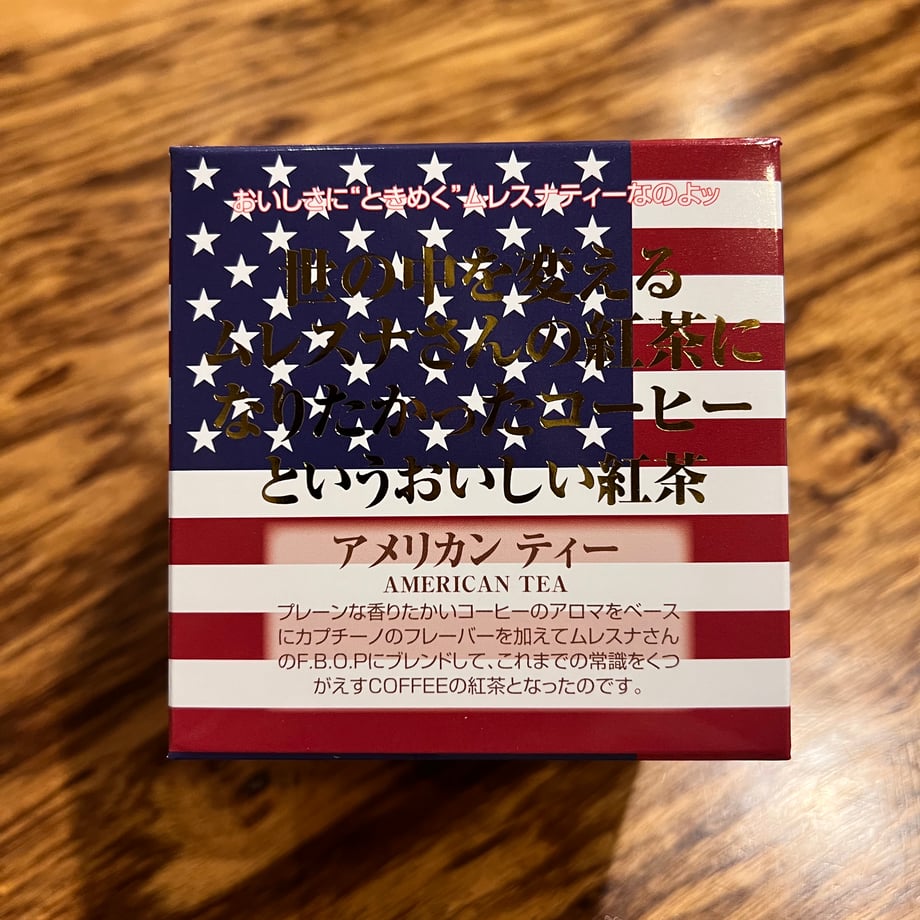 おいしさに“ときめく”ムレスナティーなのよッ
世の中を変える
ムレスナさんの紅茶に
なりたかったコーヒー
というおいしい紅茶
アメリカン ティー
AMERICAN TEA
プレーンな香りたかいコーヒーのアロマをベース
にカプチーノのフレーバーを加えてムレスナさん
のF.B.O.Pにブレンドして、これまでの常識をくつ
がえすCOFFEEの紅茶となったのです。